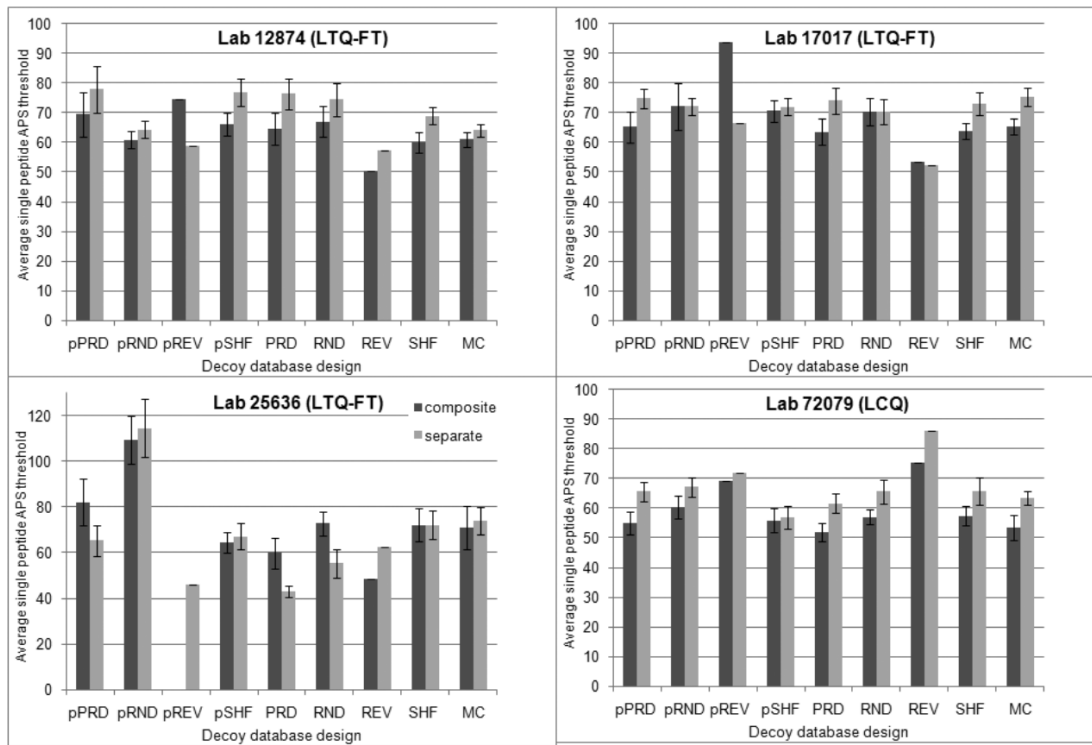 Lab 12874 (LTQ-FT)
Average single peptide APS threshold
100
90
80
70
60
50
40
30
20
10
0
pPRD pRND pREV pSHF PRD RND REV SHF MC
Decoy database design
Lab 17017 (LTQ-FT)
Average single peptide APS threshold
100
90
80
70
60
50
40
30
20
10
0
pPRD pRND pREV pSHF PRD RND REV SHF MC
Decoy database design
Lab 25636 (LTQ-FT)
composite
separate
Average single peptide APS threshold
120
100
80
60
40
20
0
pPRD pRND pREV pSHF PRD RND REV SHF MC
Decoy database design
Lab 72079 (LCQ)
Average single peptide APS threshold
100
90
80
70
60
50
40
30
20
10
0
pPRD pRND pREV pSHF PRD RND REV SHF MC
Decoy database design